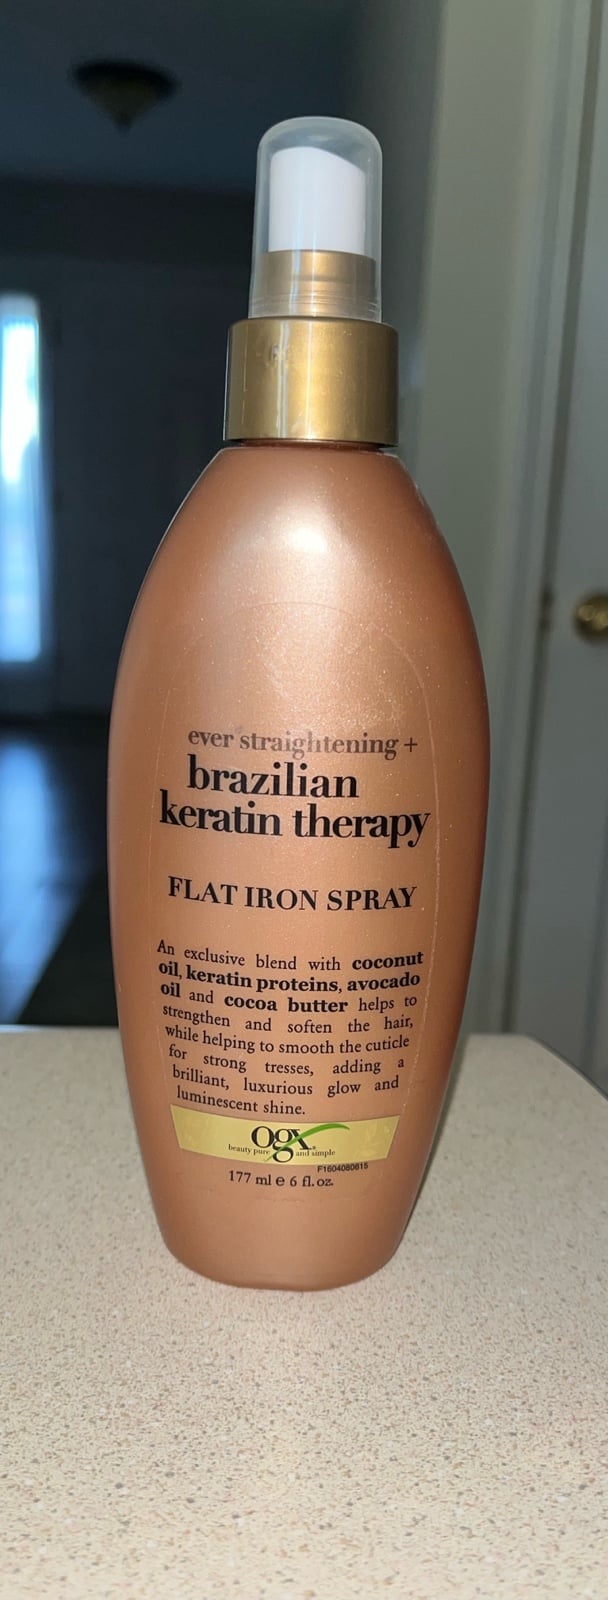 ever straightening +
brazilian
keratin therapy
FLAT IRON SPRAY
An exclusive blend with coconut
oil, keratin proteins, avocado
oil and cocoa butter helps to
strengthen and soften the hair,
while helping to smooth the cuticle
for strong tresses, adding a
brilliant, luxurious glow and
luminescent shine.
ogx®
beauty pure and simple
F1604080615
177 ml e 6 fl. oz.